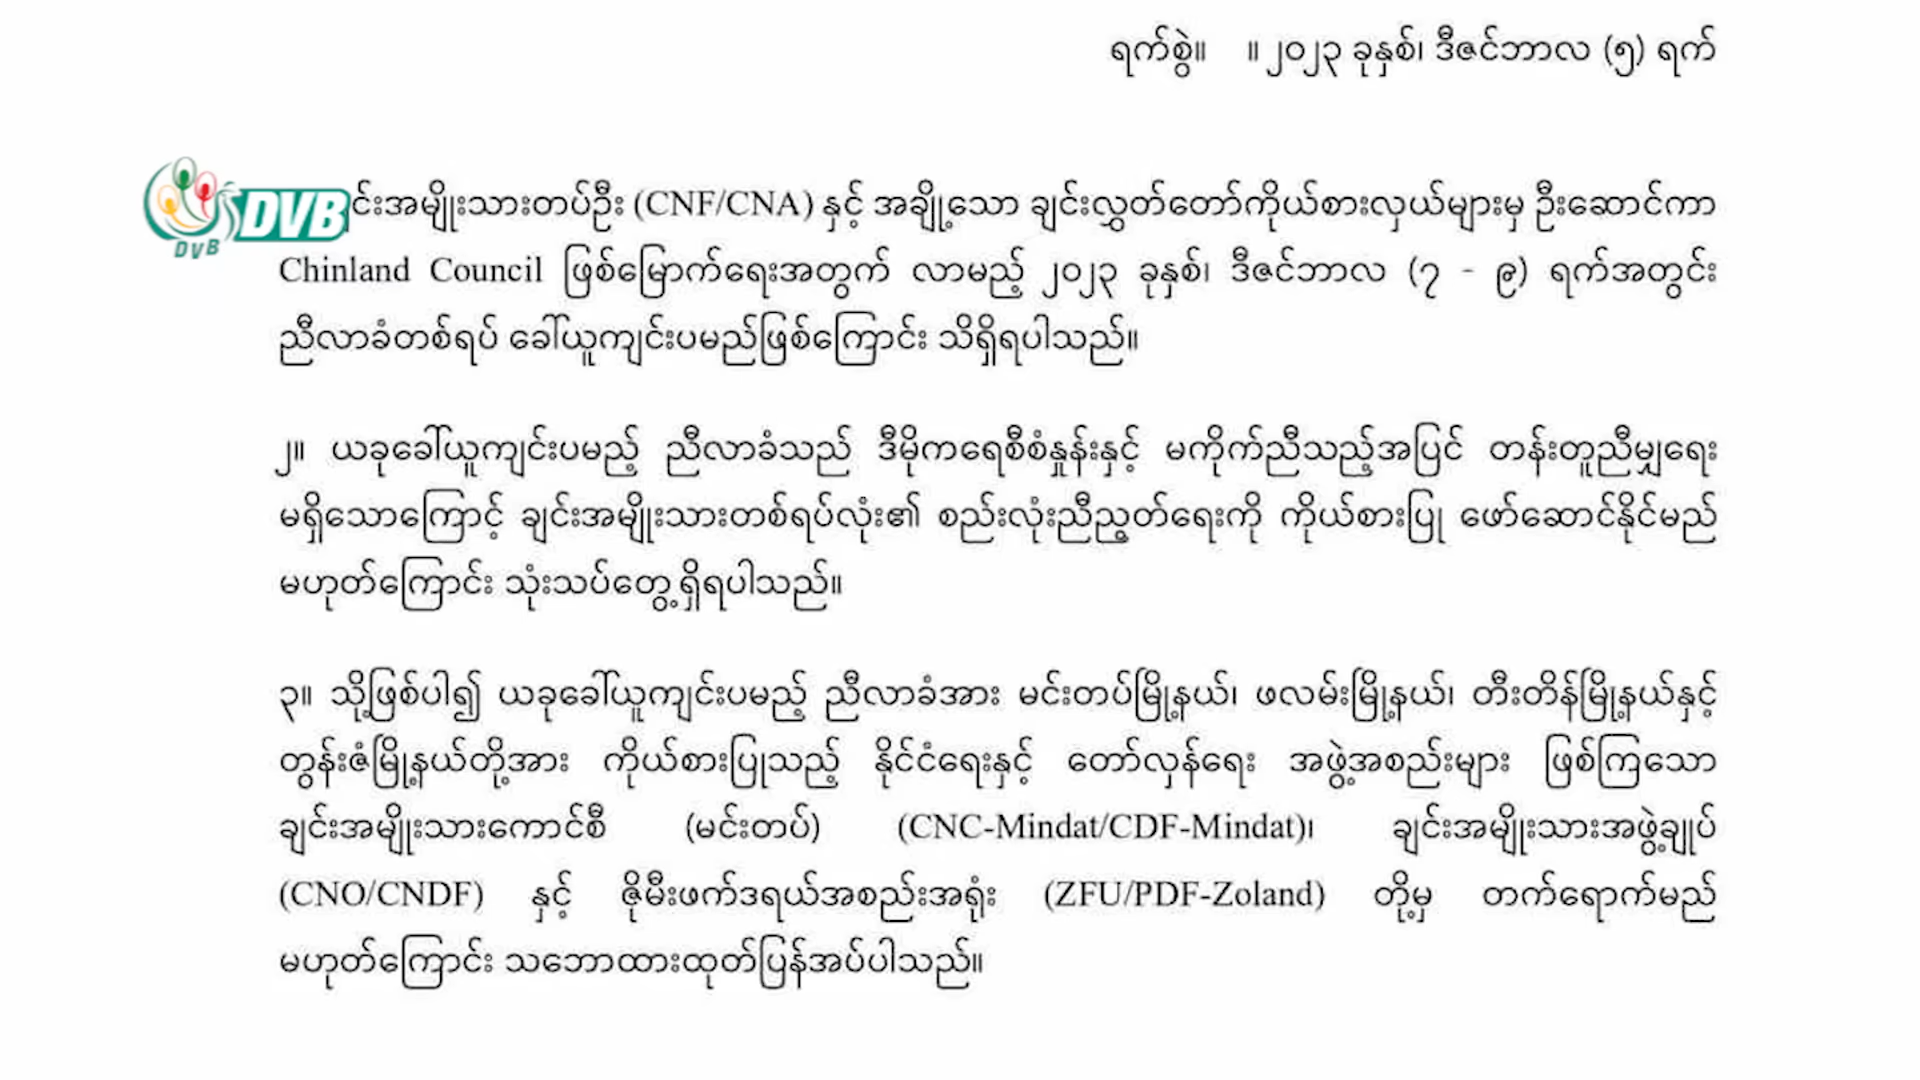 ရက်စွဲ။ ။ ၂၀၂၃ ခုနှစ်၊ ဒီဇင်ဘာလ (၅) ရက်
DVB DVB
အမျိုးသားတပ်ဦး (CNF/CNA) နှင့် အချို့သော ချင်းလွှတ်တော်ကိုယ်စားလှယ်များမှ ဦးဆောင်ကာ
Chinland Council ဖြစ်မြောက်ရေးအတွက် လာမည့် ၂၀၂၃ ခုနှစ်၊ ဒီဇင်ဘာလ (၇ - ၉) ရက်အတွင်း
ညီလာခံတစ်ရပ် ခေါ်ယူကျင်းပမည်ဖြစ်ကြောင်း သိရှိရပါသည်။
၂။ ယခုခေါ်ယူကျင်းပမည့် ညီလာခံသည် ဒီမိုကရေစီစံနှုန်းနှင့် မကိုက်ညီသည့်အပြင် တန်းတူညီမျှရေး
မရှိသောကြောင့် ချင်းအမျိုးသားတစ်ရပ်လုံး၏ စည်းလုံးညီညွတ်ရေးကို ကိုယ်စားပြု ဖော်ဆောင်နိုင်မည်
မဟုတ်ကြောင်း သုံးသပ်တွေ့ရှိရပါသည်။
၃။ သို့ဖြစ်ပါ၍ ယခုခေါ်ယူကျင်းပမည့် ညီလာခံအား မင်းတပ်မြို့နယ်၊ ဖလမ်းမြို့နယ်၊ တီးတိန်မြို့နယ်နှင့်
တွန်းဇံမြို့နယ်တို့အား ကိုယ်စားပြုသည့် နိုင်ငံရေးနှင့် တော်လှန်ရေး အဖွဲ့အစည်းများ ဖြစ်ကြသော
ချင်းအမျိုးသားကောင်စီ (မင်းတပ်) (CNC-Mindat/CDF-Mindat)၊ ချင်းအမျိုးသားအဖွဲ့ချုပ်
(CNO/CNDF) နှင့် ဇိုမီးဖက်ဒရယ်အစည်းအရုံး (ZFU/PDF-Zoland) တို့မှ တက်ရောက်မည်
မဟုတ်ကြောင်း သဘောထားထုတ်ပြန်အပ်ပါသည်။